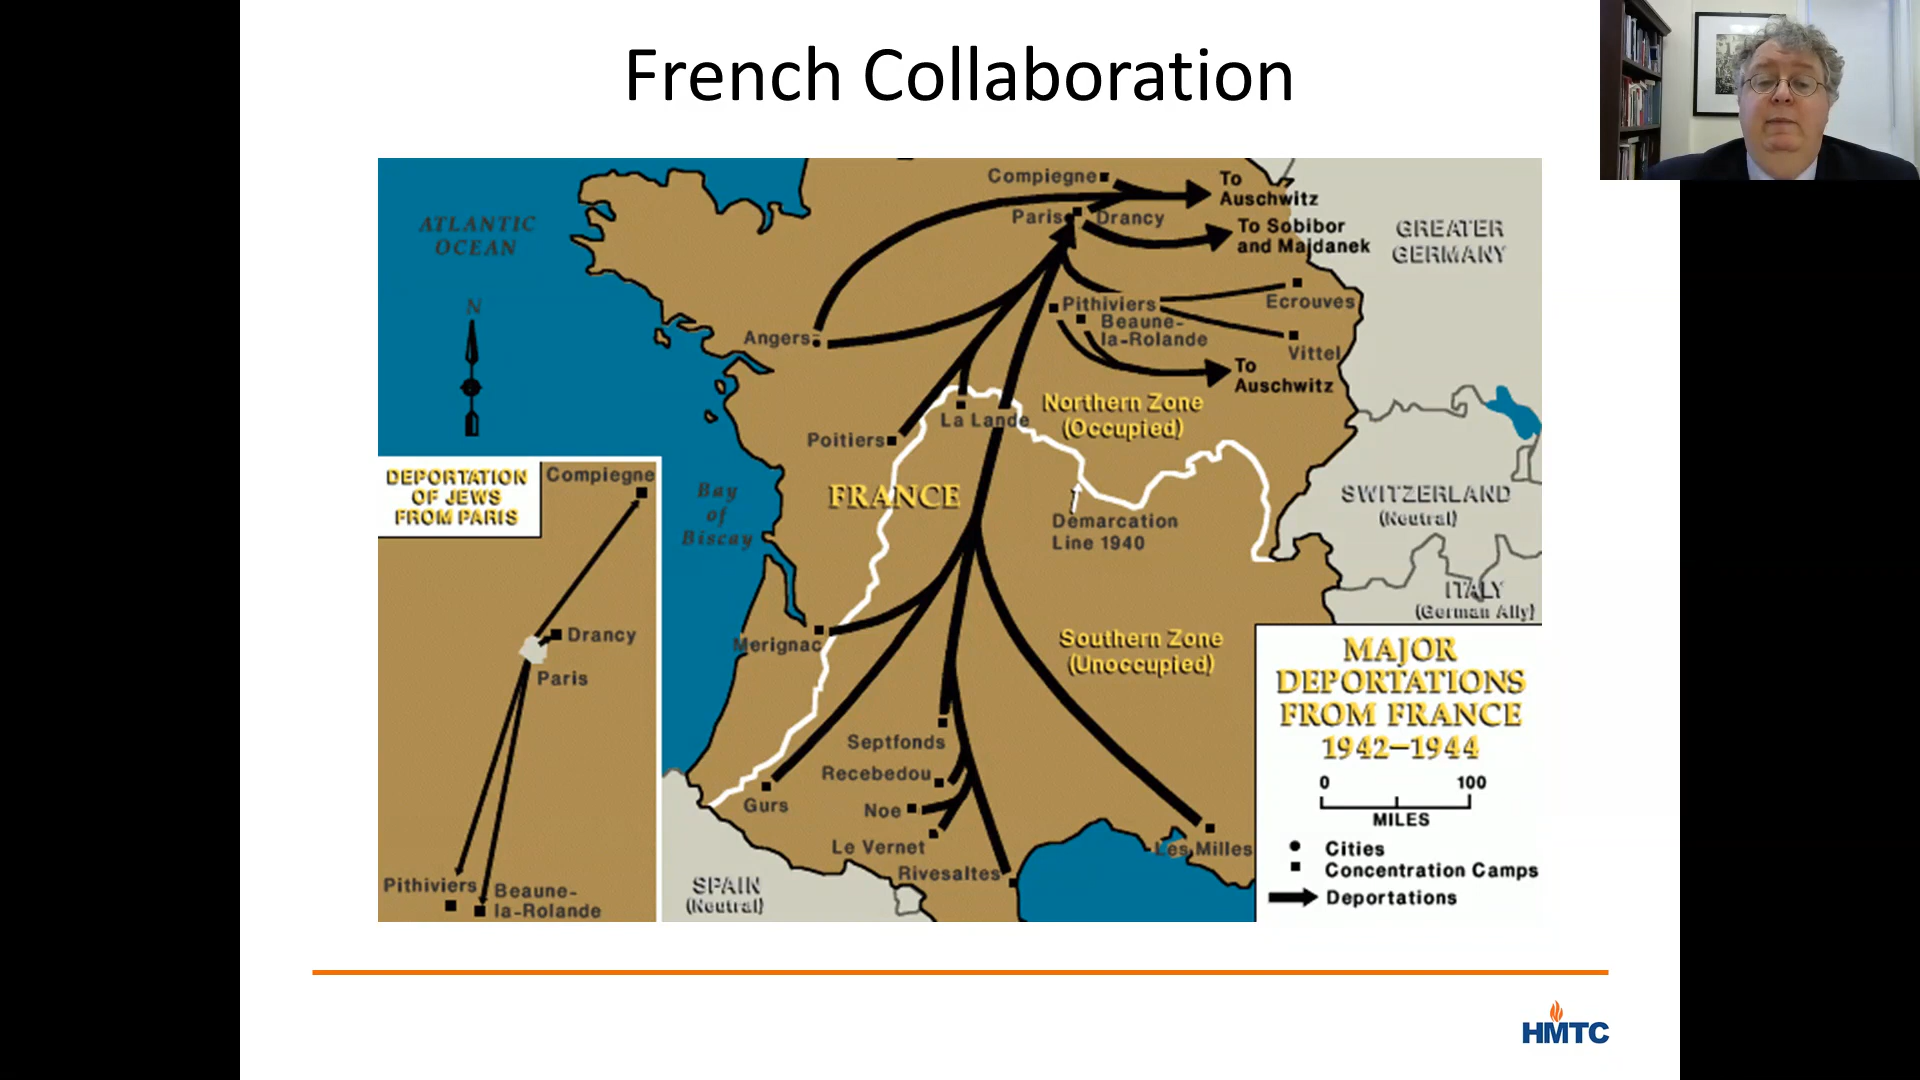 French Collaboration
Compiegne
To
Auschwitz
Paris
Drancy
To Sobibor
and Majdanek
ATLANTIC
OCEAN
GREATER
GERMANY
N
Pithiviers
Ecrouves
Beaune-
la-Rolande
Angers
Vittel
To
Auschwitz
Northern Zone
(Occupied)
La Lande
Poitiers
DEPORTATION
OF JEWS
FROM PARIS
Compiegne
Bay
of
Biscay
FRANCE
SWITZERLAND
(Neutral)
Demarcation
Line 1940
ITALY
(German Ally)
Drancy
Paris
Merignac
Southern Zone
(Unoccupied)
MAJOR
DEPORTATIONS
FROM FRANCE
1942–1944
Septfonds
Recebedou
0 100
MILES
Gurs
Noe
Le Vernet
Les Milles
Rivesaltes
Cities
Concentration Camps
Deportations
Pithiviers
Beaune-
la-Rolande
SPAIN
(Neutral)
HMTC